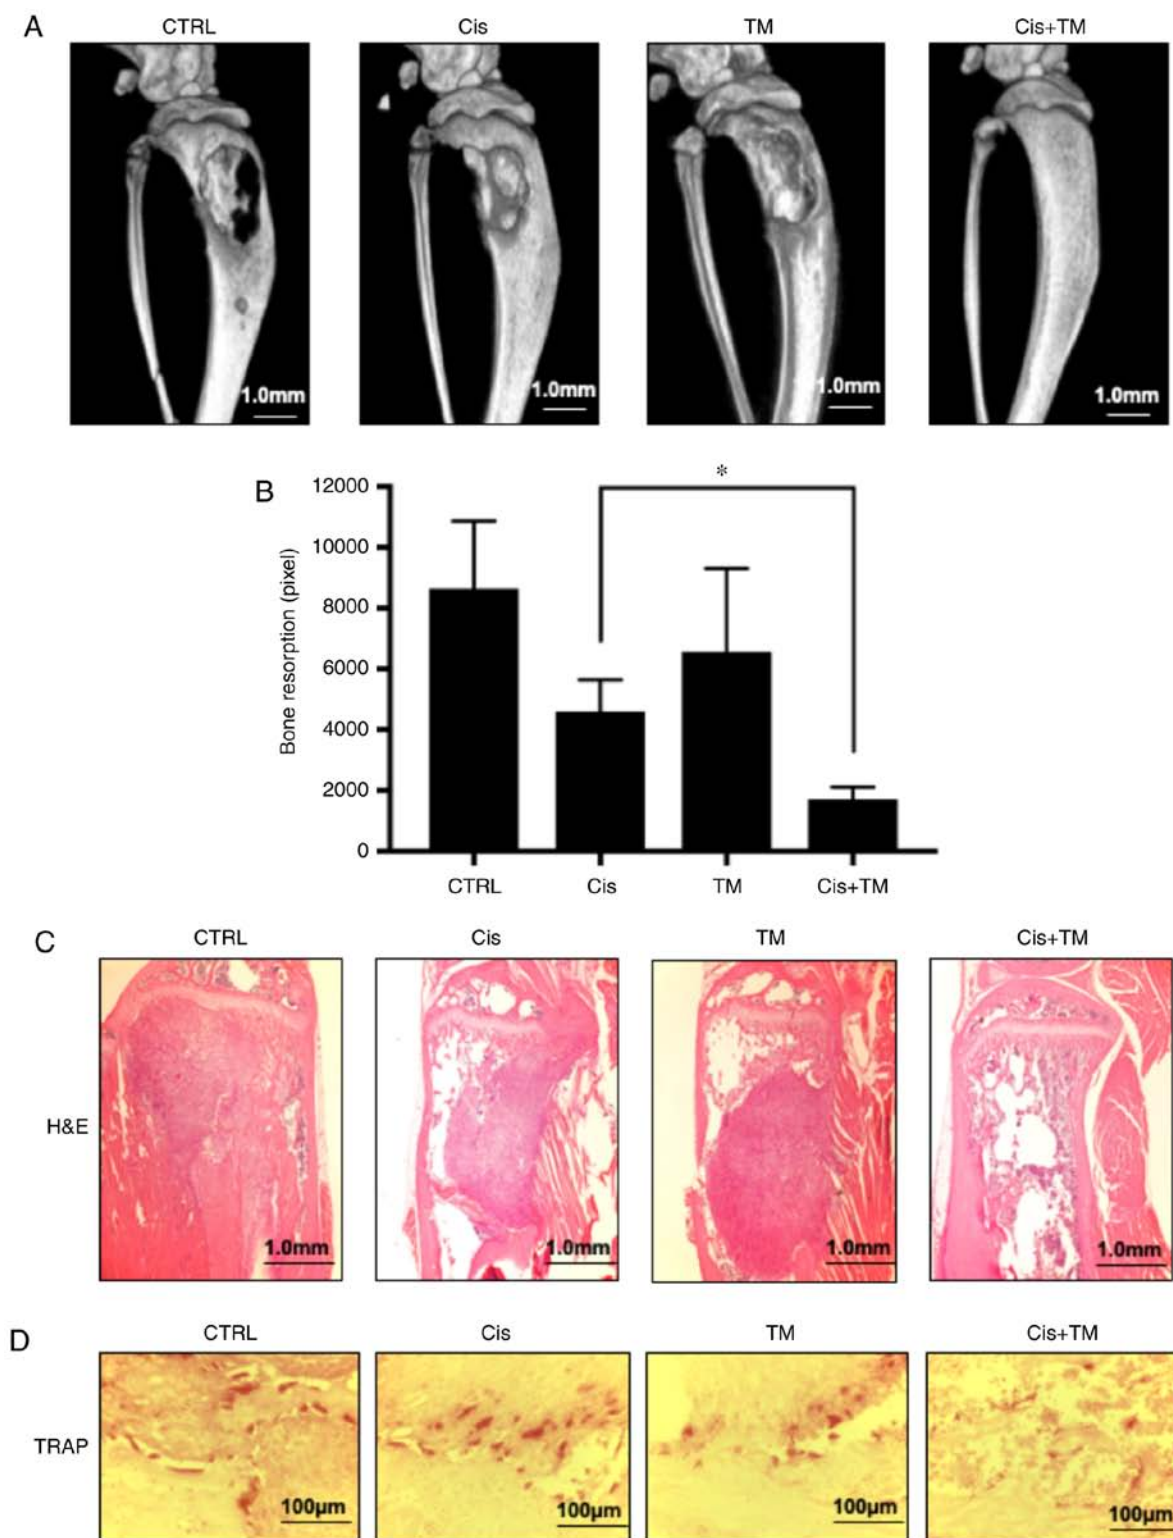 A
CTRL Cis TM Cis+TM
1.0mm 1.0mm 1.0mm 1.0mm
B
*
Bone resorption (pixel)
12000
10000
8000
6000
4000
2000
0
CTRL Cis TM Cis+TM
C
CTRL Cis TM Cis+TM
H&E
1.0mm 1.0mm 1.0mm 1.0mm
D
CTRL Cis TM Cis+TM
TRAP
100μm 100μm 100μm 100μm